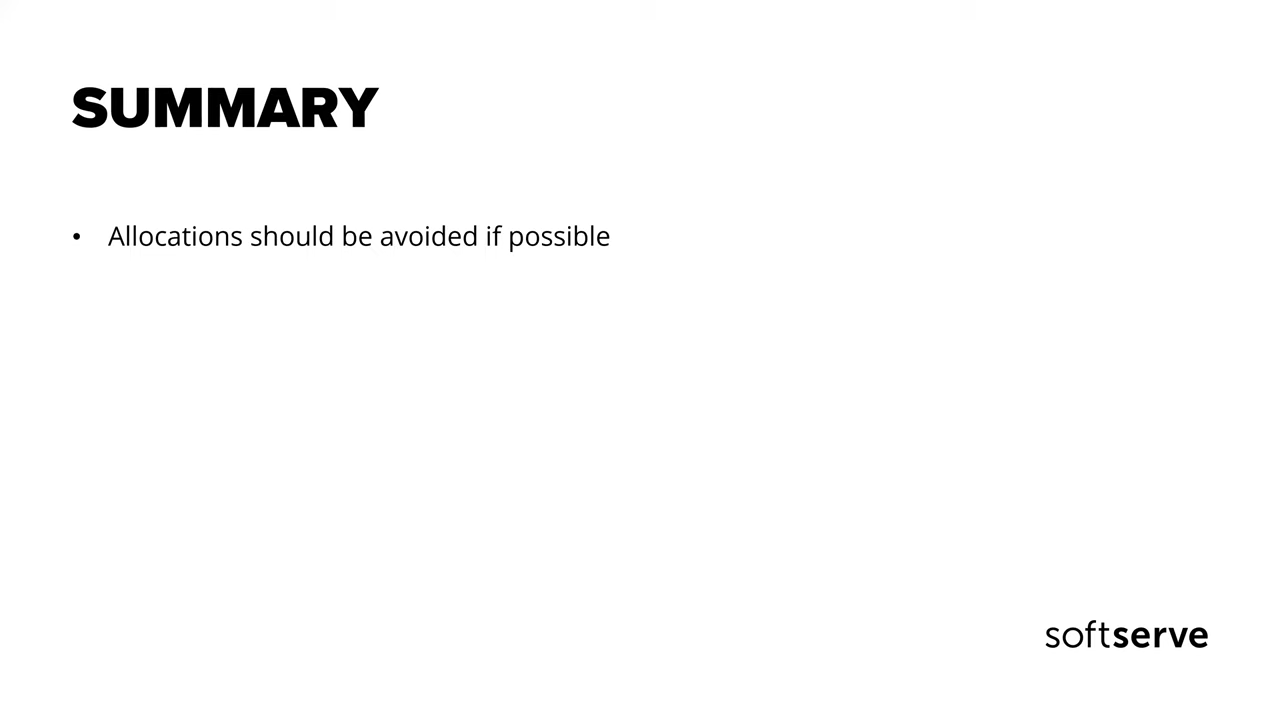 SUMMARY
• Allocations should be avoided if possible
softserve